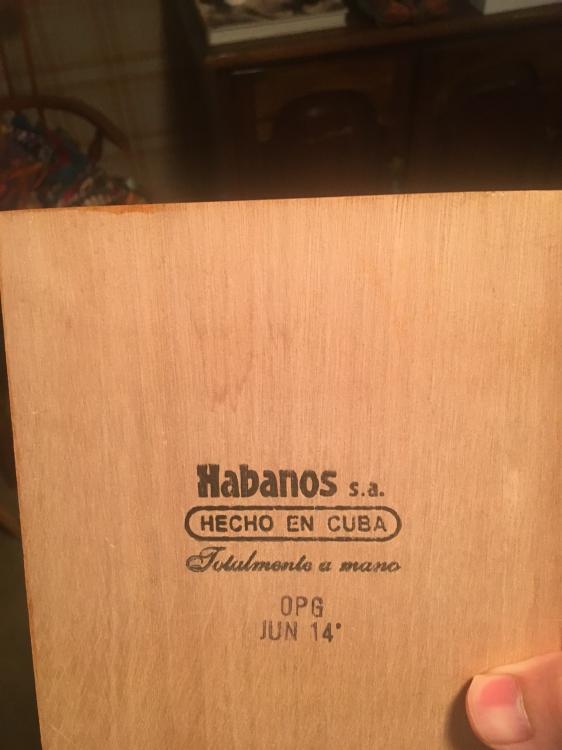 Habanos s.a.
HECHO EN CUBA
Totalmente a mano
OPG
JUN 14